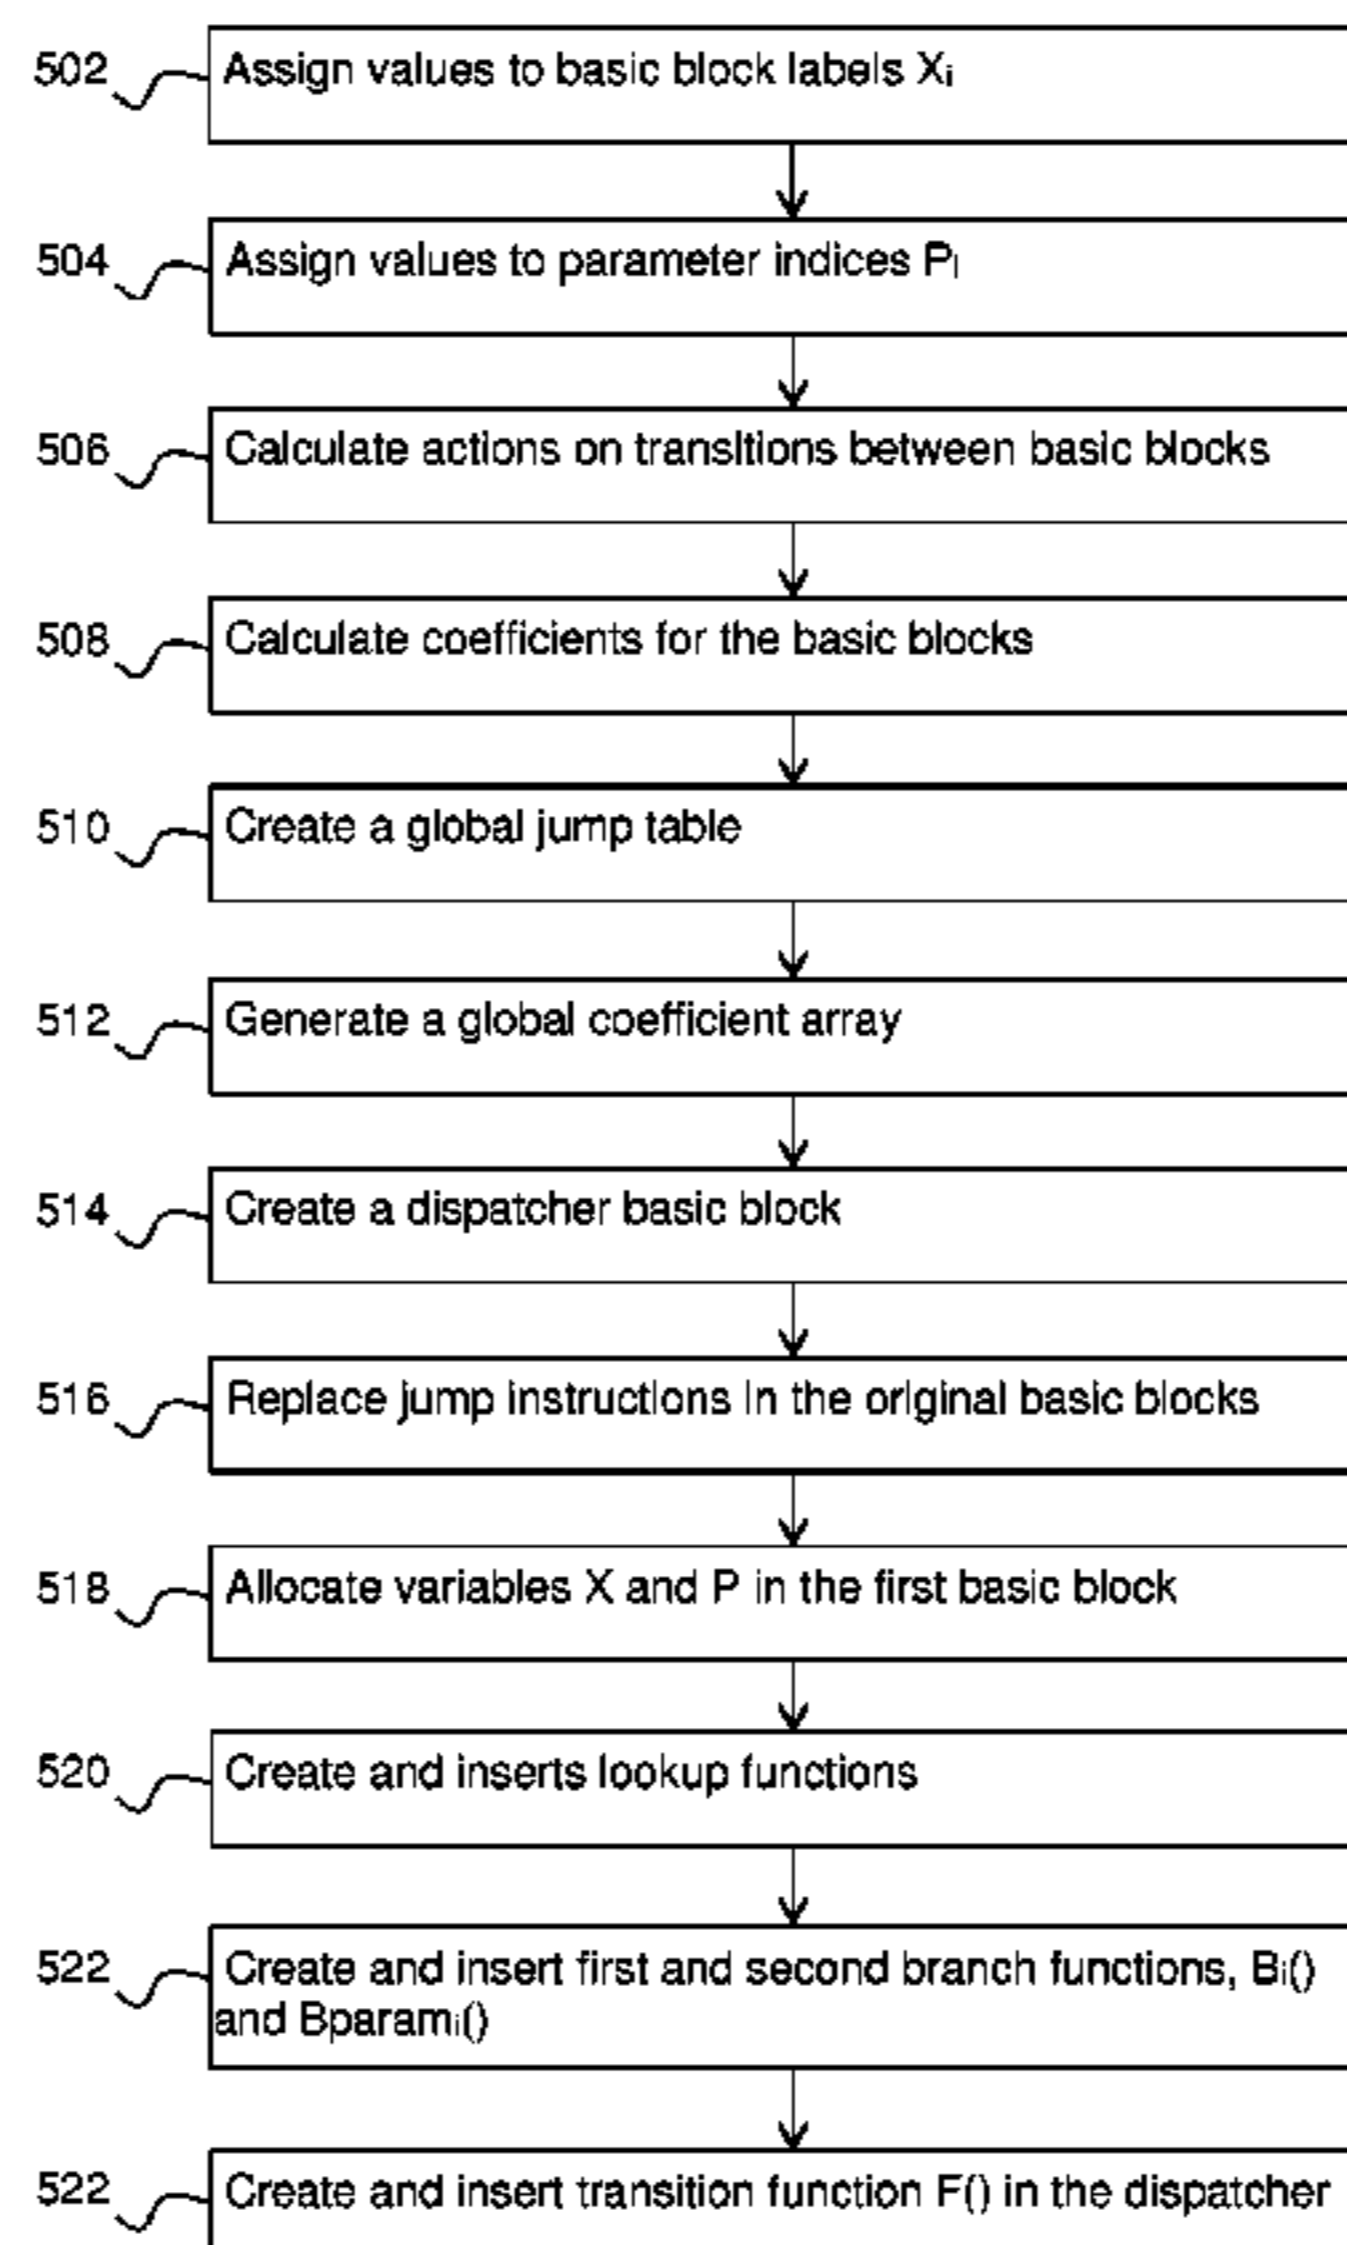 502 Assign values to basic block labels Xi
504 Assign values to parameter indices Pi
506 Calculate actions on transitions between basic blocks
508 Calculate coefficients for the basic blocks
510 Create a global jump table
512 Generate a global coefficient array
514 Create a dispatcher basic block
516 Replace jump instructions in the original basic blocks
518 Allocate variables X and P in the first basic block
520 Create and inserts lookup functions
522 Create and insert first and second branch functions, Bi()
and Bparami()
522 Create and insert transition function F() in the dispatcher